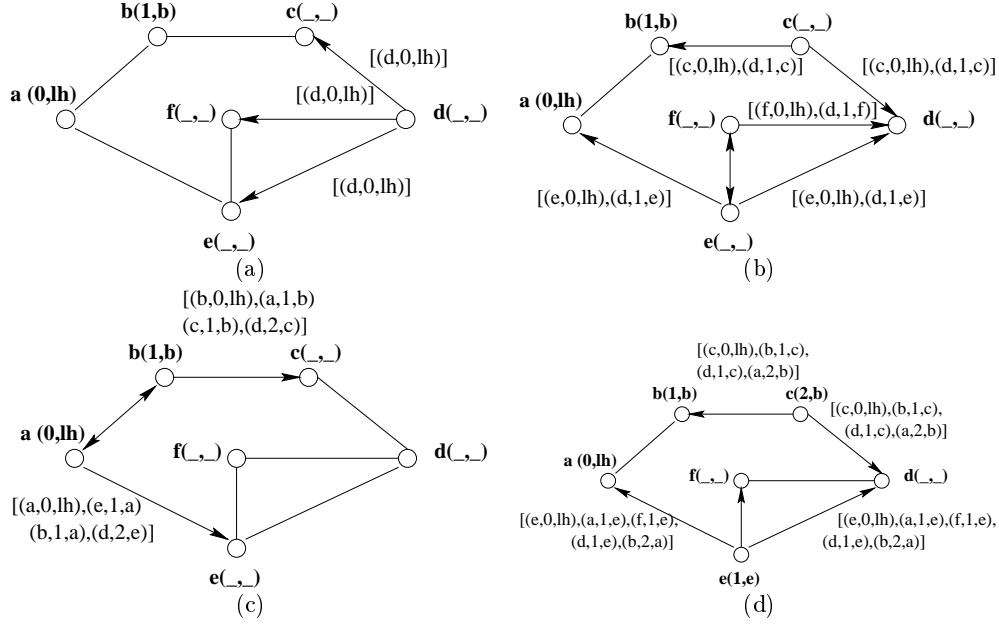 b(1,b)
c(_,_)
[(d,0,lh)]
a (0,lh)
[(d,0,lh)]
f(_,_)
d(_,_)
[(d,0,lh)]
e(_,_)
(a)
b(1,b)
c(_,_)
[(c,0,lh),(d,1,c)]
[(c,0,lh),(d,1,c]
a (0,lh)
[(f,0,lh),(d,1,f)]
f(_,_)
d(_,_)
[(e,0,lh),(d,1,e)]
[(e,0,lh),(d,1,e)]
e(_,_)
(b)
[(b,0,lh),(a,1,b)
(c,1,b),(d,2,c)]
b(1,b)
c(_,_)
a (0,lh)
f(_,_)
d(_,_)
[(a,0,lh),(e,1,a)
(b,1,a),(d,2,e)]
e(_,_)
(c)
[(c,0,lh),(b,1,c),
(d,1,c),(a,2,b)]
b(1,b)
c(2,b)
[(c,0,lh),(b,1,c),
(d,1,c),(a,2,b)]
a (0,lh)
f(_,_)
d(_,_)
[(e,0,lh),(a,1,e),(f,1,e),
(d,1,e),(b,2,a)]
[(e,0,lh),(a,1,e),(f,1,e),
(d,1,e),(b,2,a)]
e(1,e)
(d)